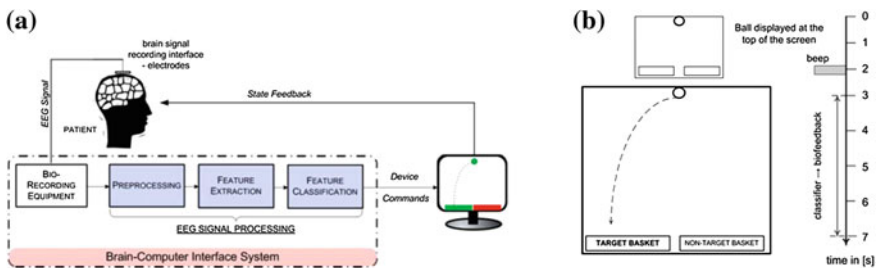 (a)
brain signal
recording interface
- electrodes
EEG Signal
PATIENT
State Feedback
BIO-
RECORDING
EQUIPMENT
PREPROCESSING
FEATURE
EXTRACTION
FEATURE
CLASSIFICATION
Device
Commands
EEG SIGNAL PROCESSING
Brain-Computer Interface System
(b)
Ball displayed at the
top of the screen
beep
0
1
2
3
4
5
6
7
classifier → biofeedback
TARGET BASKET
NON-TARGET BASKET
time in [s]